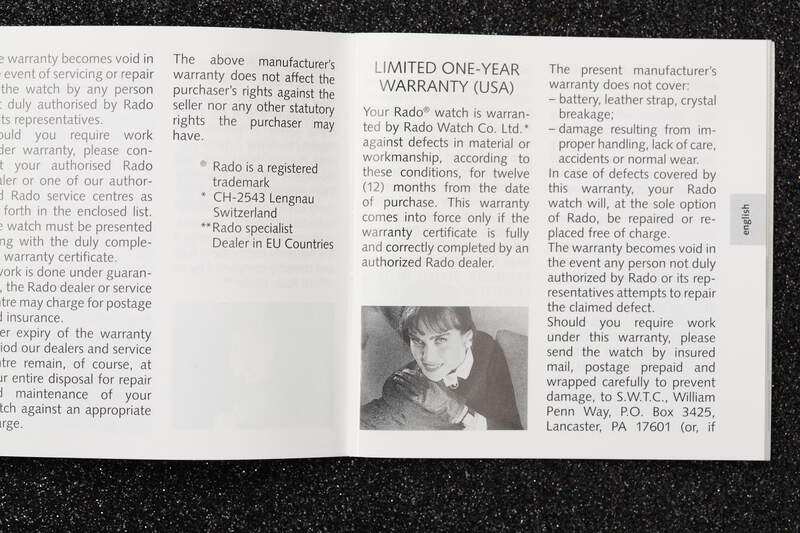 e warranty becomes void in
event of servicing or repair
the watch by any person
t duly authorised by Rado
its representatives.
ould you require work
der warranty, please con-
t your authorised Rado
aler or one of our author-
d Rado service centres as
forth in the enclosed list.
e watch must be presented
ng with the duly comple-
warranty certificate.
work is done under guaran-
, the Rado dealer or service
ntre may charge for postage
d insurance.
er expiry of the warranty
iod our dealers and service
ntre remain, of course, at
ur entire disposal for repair
d maintenance of your
tch against an appropriate
arge.
The above manufacturer's
warranty does not affect the
purchaser's rights against the
seller nor any other statutory
rights the purchaser may
have.
® Rado is a registered
trademark
* CH-2543 Lengnau
Switzerland
**Rado specialist
Dealer in EU Countries
LIMITED ONE-YEAR
WARRANTY (USA)
Your Rado® watch is warran-
ted by Rado Watch Co. Ltd.*
against defects in material or
workmanship, according to
these conditions, for twelve
(12) months from the date
of purchase. This warranty
comes into force only if the
warranty certificate is fully
and correctly completed by an
authorized Rado dealer.
The present manufacturer's
warranty does not cover:
– battery, leather strap, crystal
breakage;
– damage resulting from im-
proper handling, lack of care,
accidents or normal wear.
In case of defects covered by
this warranty, your Rado
watch will, at the sole option
of Rado, be repaired or re-
placed free of charge.
The warranty becomes void in
the event any person not duly
authorized by Rado or its rep-
resentatives attempts to repair
the claimed defect.
Should you require work
under this warranty, please
send the watch by insured
mail, postage prepaid and
wrapped carefully to prevent
damage, to S.W.T.C., William
Penn Way, P.O. Box 3425,
Lancaster, PA 17601 (or, if
english